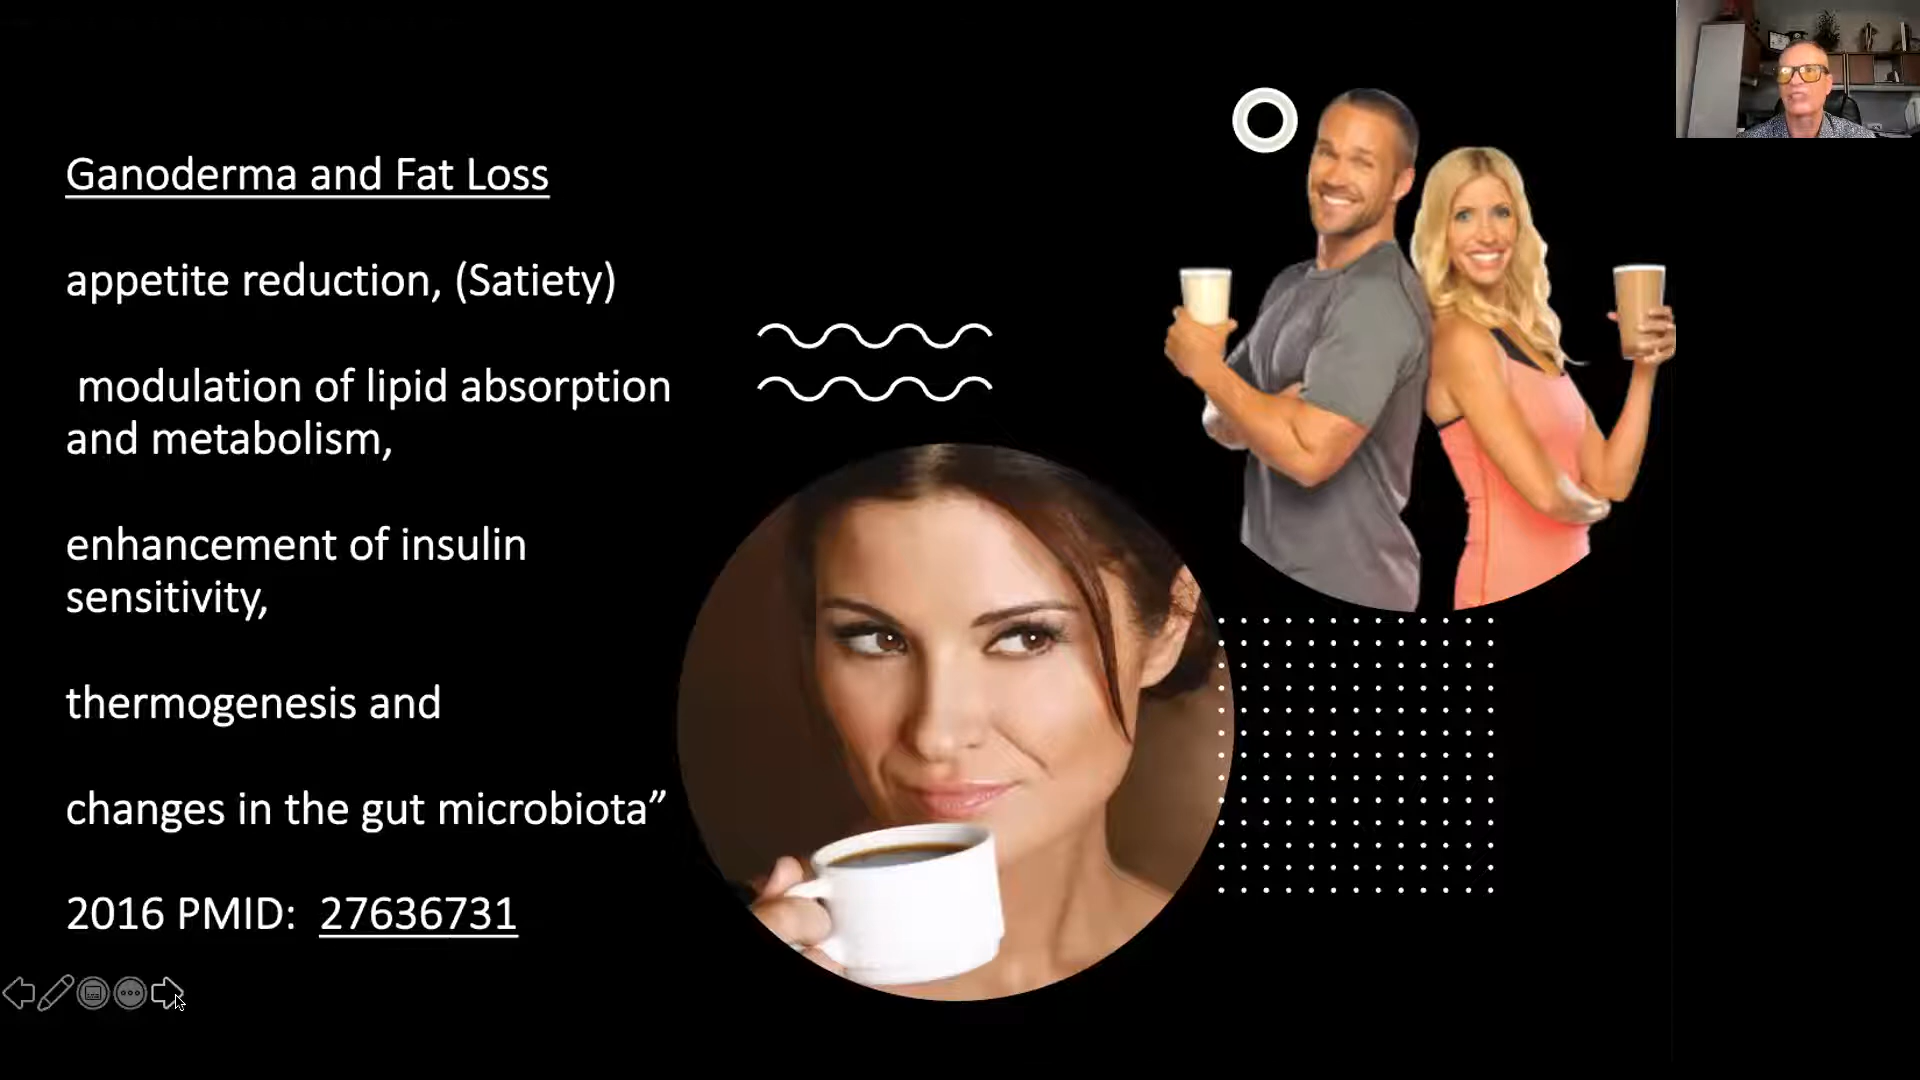 Ganoderma and Fat Loss
appetite reduction, (Satiety)
modulation of lipid absorption
and metabolism,
enhancement of insulin
sensitivity,
thermogenesis and
changes in the gut microbiota”
2016 PMID: 27636731